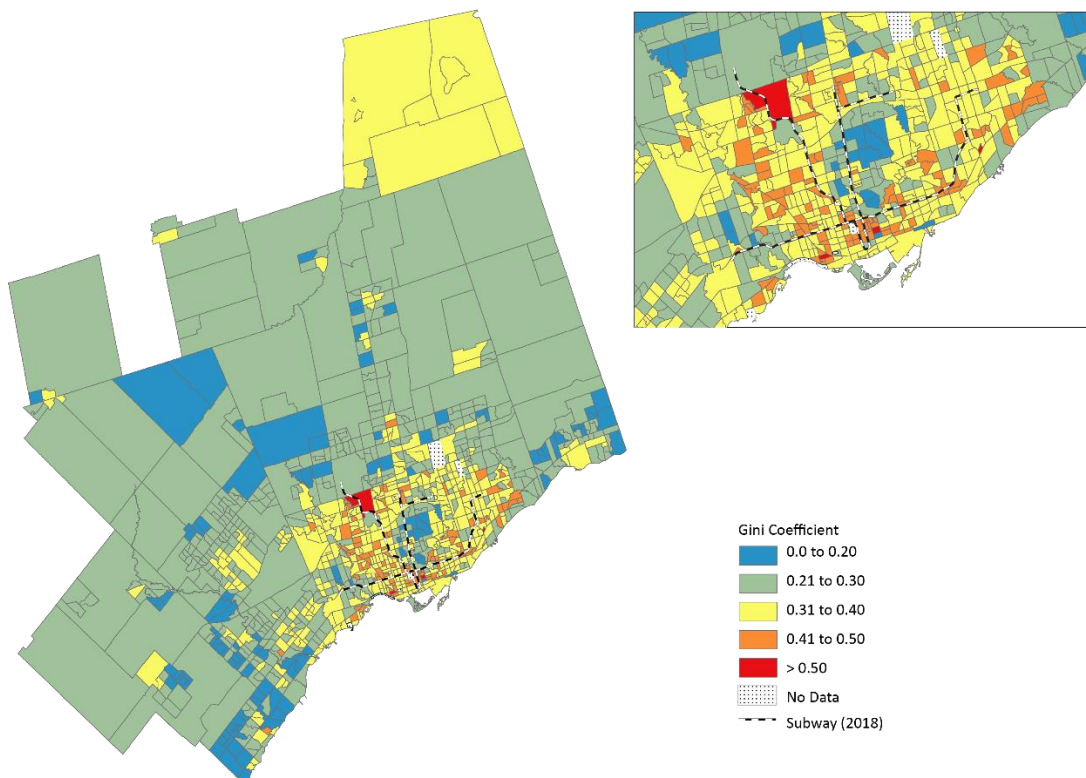 Gini Coefficient
0.0 to 0.20
0.21 to 0.30
0.31 to 0.40
0.41 to 0.50
> 0.50
No Data
Subway (2018)